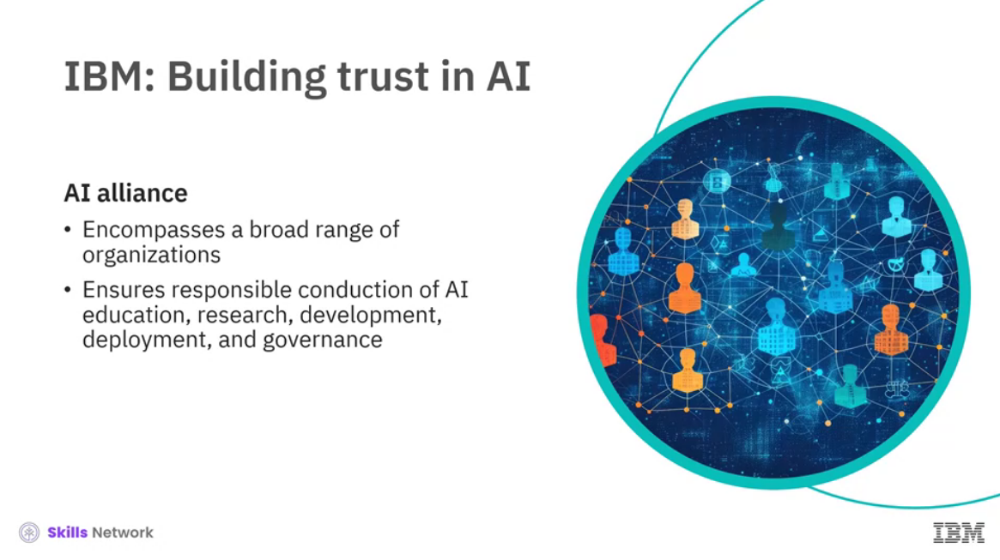 IBM: Building trust in AI
AI alliance
• Encompasses a broad range of
organizations
• Ensures responsible conduction of AI
education, research, development,
deployment, and governance
Skills Network
IBM